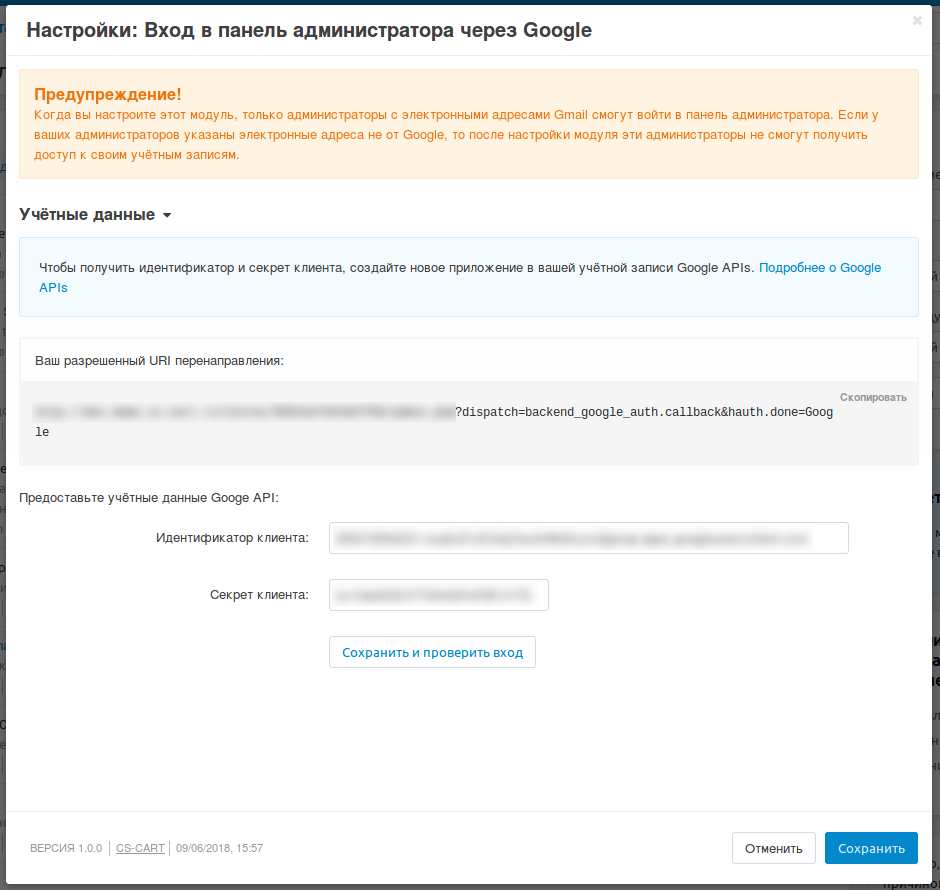 Настройки: Вход в панель администратора через Google
Предупреждение!
Когда вы настроите этот модуль, только администраторы с электронными адресами Gmail смогут войти в панель администратора. Если у
ваших администраторов указаны электронные адреса не от Google, то после настройки модуля эти администраторы не смогут получить
доступ к своим учётным записям.
Учётные данные
Чтобы получить идентификатор и секрет клиента, создайте новое приложение в вашей учётной записи Google APIs. Подробнее о Google
APIs
Ваш разрешенный URI перенаправления:
Скопировать
?dispatch=backend_google_auth.callback&hauth.done=Goog
le
Предоставьте учётные данные Googe API:
Идентификатор клиента:
Секрет клиента:
Сохранить и проверить вход
ВЕРСИЯ 1.0.0 | CS-CART | 09/06/2018, 15:57
Отменить
Сохранить